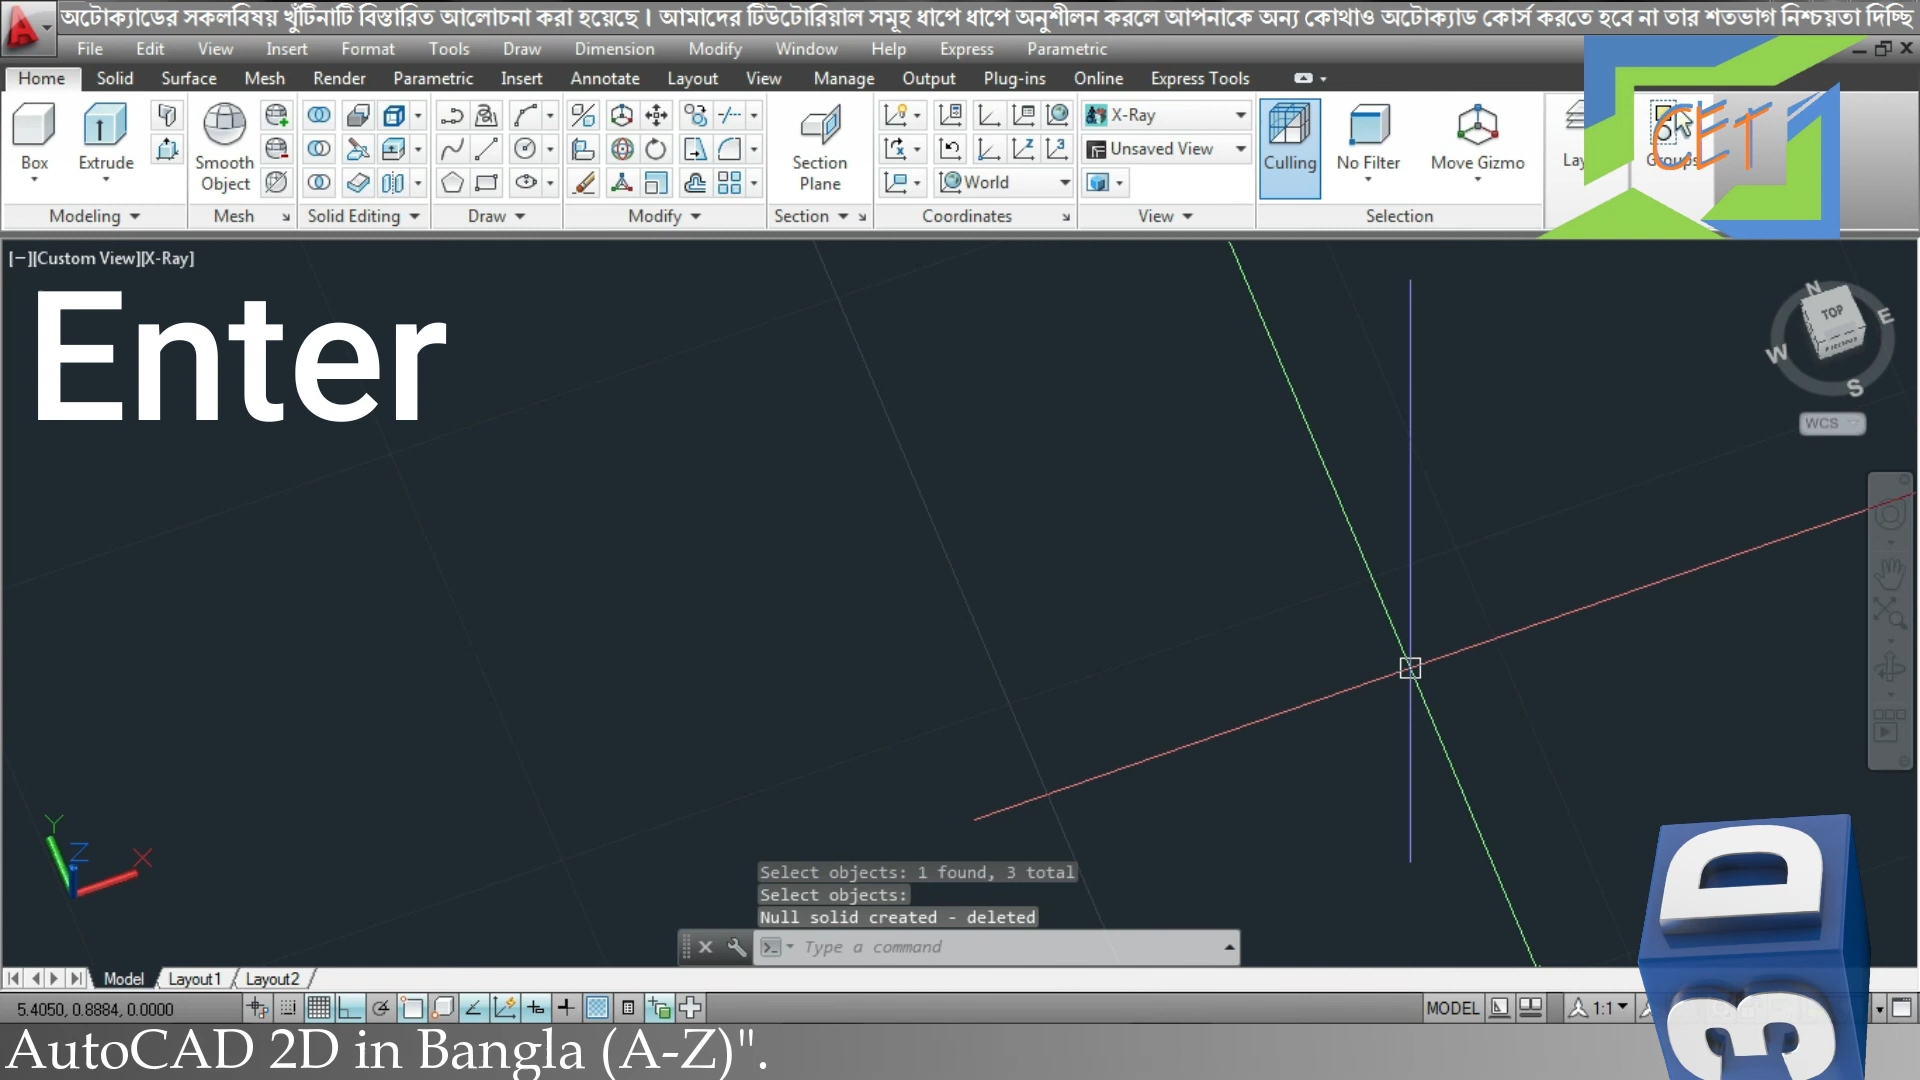 অটোক্যাডের সকলবিষয় খুঁটিনাটি বিস্তারিত আলোচনা করা হয়েছে। আমাদের টিউটোরিয়াল সমূহ ধাপে ধাপে অনুশীলন করলে আপনাকে অন্য কোথাও অটোক্যাড কোর্স করতে হবে না তার শতভাগ নিশ্চয়তা দিচ্ছি
File Edit View Insert Format Tools Draw Dimension Modify Window Help Express Parametric
Home Solid Surface Mesh Render Parametric Insert Annotate Layout View Manage Output Plug-ins Online Express Tools
X-Ray
Unsaved View
World
Box Extrude Smooth Object Section Plane Culling No Filter Move Gizmo Groups
CET
Modeling Mesh Solid Editing Draw Modify Section Coordinates View Selection
[−][Custom View][X-Ray]
Enter
N
TOP
E
W
S
WCS
Y
Z
X
Select objects: 1 found, 3 total
Select objects:
Null solid created - deleted
Type a command
Model Layout1 Layout2
5.4050, 0.8884, 0.0000
MODEL 1:1
3D
AutoCAD 2D in Bangla (A-Z)".